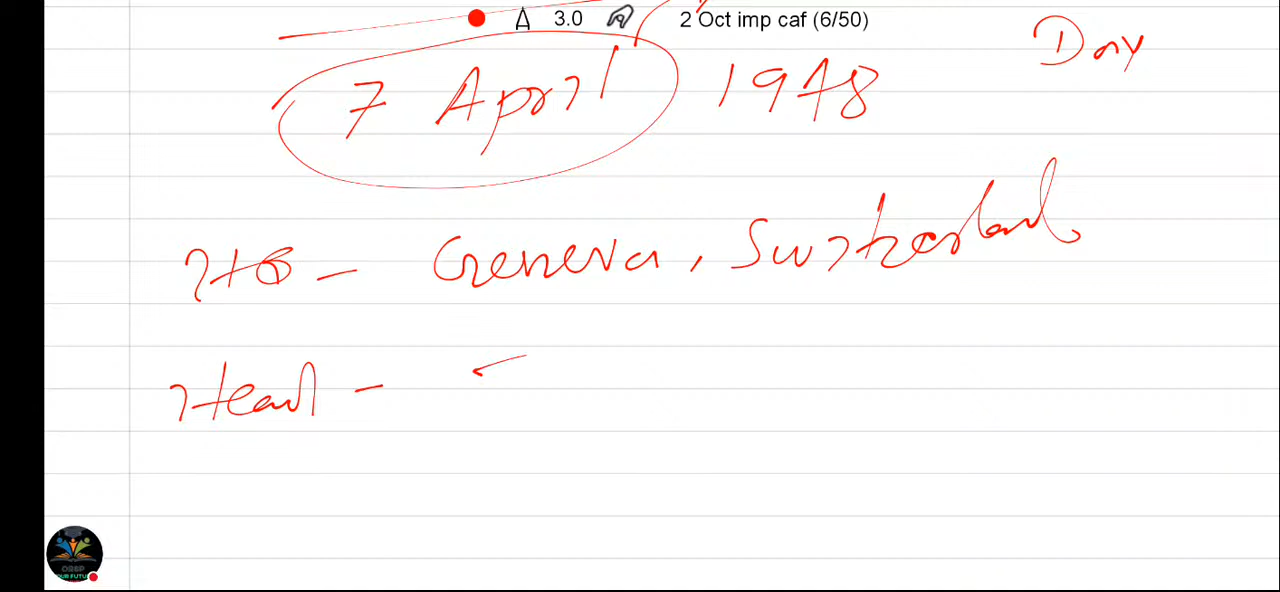 3.0 2 Oct imp caf (6/50)
Day
7 April 1948
HQ - Geneva, Switzerland
Head -